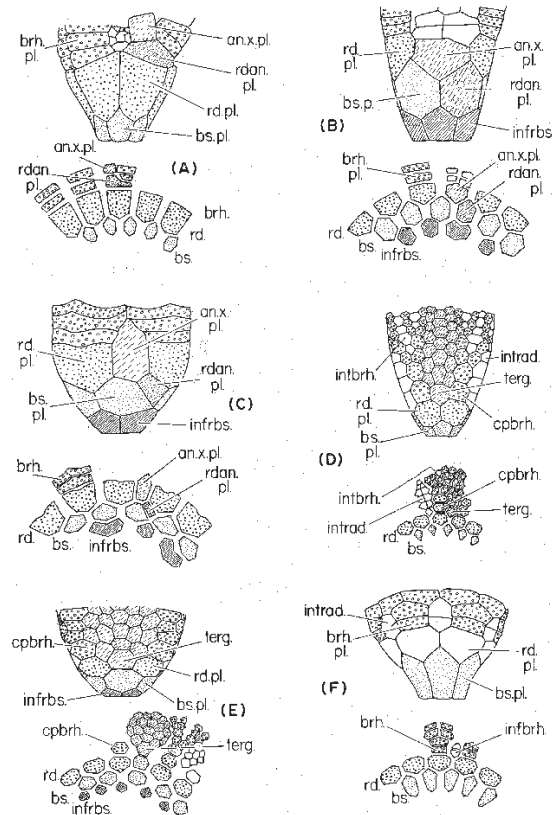 brh.
pl.
an.x.pl.
rdan.
pl.
rd.pl.
bs.pl.
(A)
an.x.pl.
rdan.
pl.
brh.
rd.
bs.
rd.
pl.
an.x.
pl.
rdan.
pl.
bs.p.
infrbs.
(B)
brh.
pl.
an.x.pl.
rdan.
pl.
rd.
bs.
infrbs.
an.x.
pl.
rd.
pl.
rdan.
pl.
bs.
pl.
(C)
infrbs.
brh.
an.x.pl.
rdan.
pl.
rd.
bs.
infrbs.
intbrh.
intrad.
terg.
rd.
pl.
cpbrh.
bs.
pl.
(D)
intbrh.
cpbrh.
intrad.
terg.
rd.
bs.
cpbrh.
terg.
rd.pl.
infrbs.
bs.pl.
(E)
cpbrh.
terg.
rd.
bs.
infrbs.
intrad.
brh.
pl.
rd.
pl.
bs.pl.
(F)
brh.
infbrh.
rd.
bs.